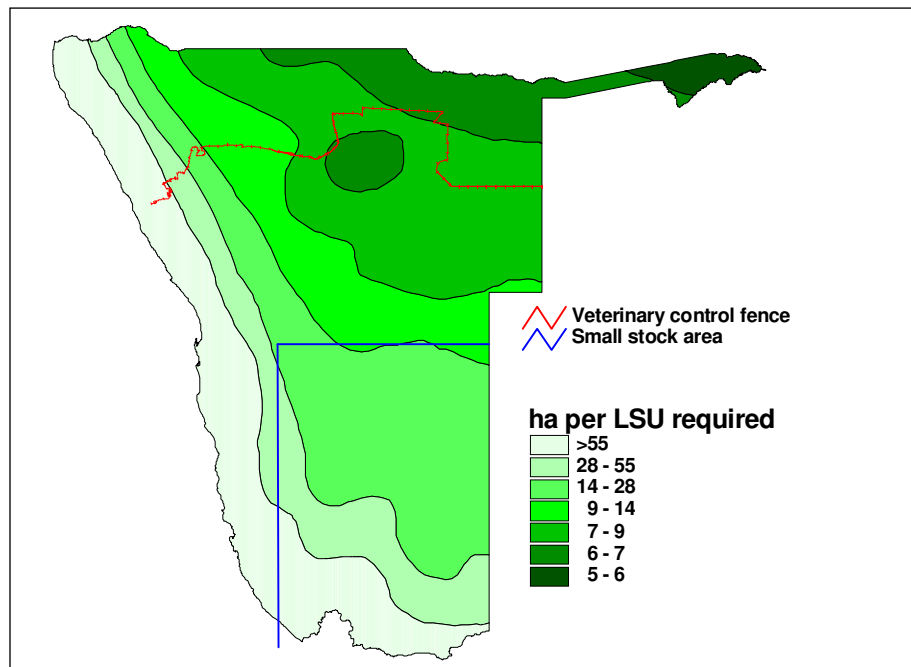 Veterinary control fence
Small stock area
ha per LSU required
>55
28 - 55
14 - 28
9 - 14
7 - 9
6 - 7
5 - 6